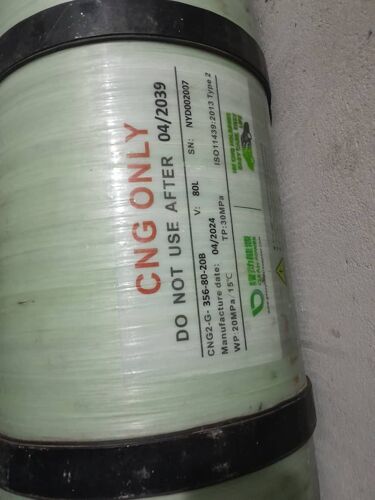 CNG ONLY
DO NOT USE AFTER 04/2039
CNG2-G- 356-80-20B V: 80L SN: NYD002007
Manufacture date: 04/2024
WP:20MPa/15℃ TP:30MPa ISO11439:2013 Type 2